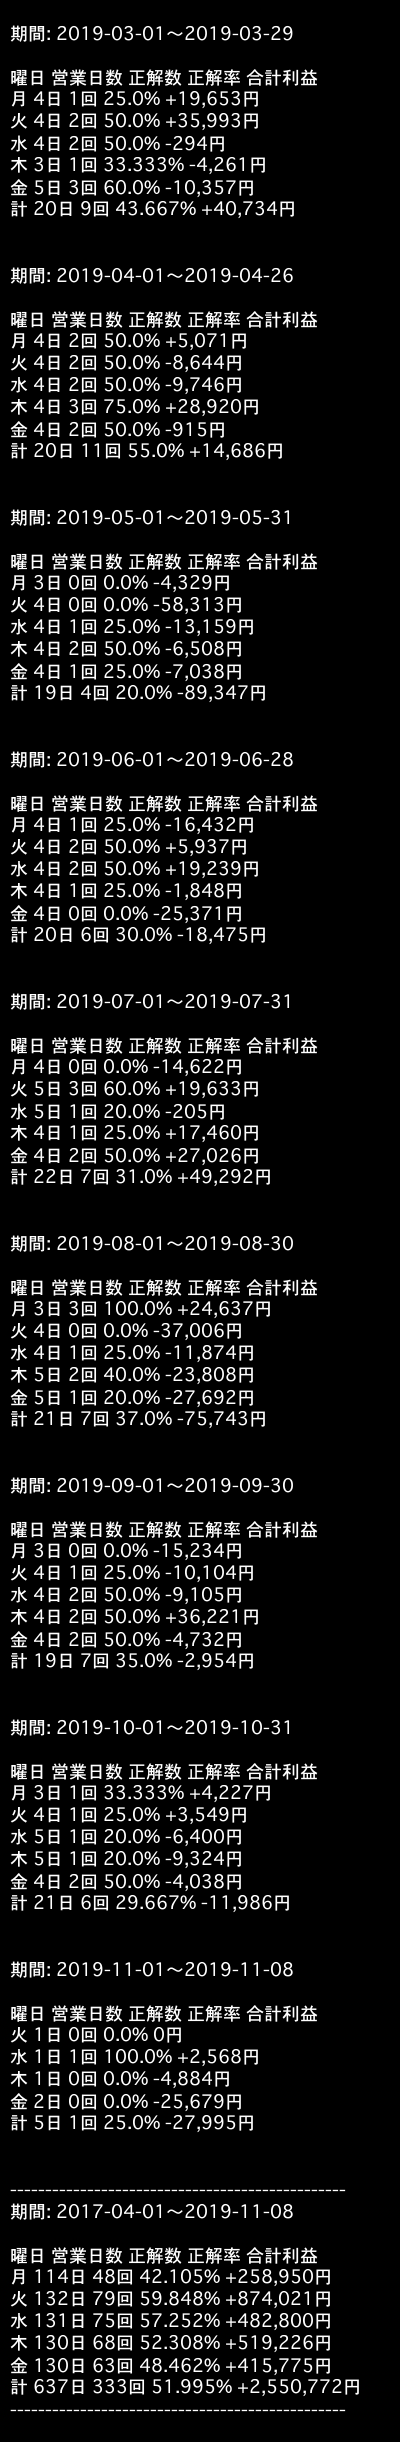 期間: 2019-03-01〜2019-03-29
曜日 営業日数 正解数 正解率 合計利益
月 4日 1回 25.0% +19,653円
火 4日 2回 50.0% +35,993円
水 4日 2回 50.0% -294円
木 3日 1回 33.333% -4,261円
金 5日 3回 60.0% -10,357円
計 20日 9回 43.667% +40,734円
期間: 2019-04-01〜2019-04-26
曜日 営業日数 正解数 正解率 合計利益
月 4日 2回 50.0% +5,071円
火 4日 2回 50.0% -8,644円
水 4日 2回 50.0% -9,746円
木 4日 3回 75.0% +28,920円
金 4日 2回 50.0% -915円
計 20日 11回 55.0% +14,686円
期間: 2019-05-01〜2019-05-31
曜日 営業日数 正解数 正解率 合計利益
月 3日 0回 0.0% -4,329円
火 4日 0回 0.0% -58,313円
水 4日 1回 25.0% -13,159円
木 4日 2回 50.0% -6,508円
金 4日 1回 25.0% -7,038円
計 19日 4回 20.0% -89,347円
期間: 2019-06-01〜2019-06-28
曜日 営業日数 正解数 正解率 合計利益
月 4日 1回 25.0% -16,432円
火 4日 2回 50.0% +5,937円
水 4日 2回 50.0% +19,239円
木 4日 1回 25.0% -1,848円
金 4日 0回 0.0% -25,371円
計 20日 6回 30.0% -18,475円
期間: 2019-07-01〜2019-07-31
曜日 営業日数 正解数 正解率 合計利益
月 4日 0回 0.0% -14,622円
火 5日 3回 60.0% +19,633円
水 5日 1回 20.0% -205円
木 4日 1回 25.0% +17,460円
金 4日 2回 50.0% +27,026円
計 22日 7回 31.0% +49,292円
期間: 2019-08-01〜2019-08-30
曜日 営業日数 正解数 正解率 合計利益
月 3日 3回 100.0% +24,637円
火 4日 0回 0.0% -37,006円
水 4日 1回 25.0% -11,874円
木 5日 2回 40.0% -23,808円
金 5日 1回 20.0% -27,692円
計 21日 7回 37.0% -75,743円
期間: 2019-09-01〜2019-09-30
曜日 営業日数 正解数 正解率 合計利益
月 3日 0回 0.0% -15,234円
火 4日 1回 25.0% -10,104円
水 4日 2回 50.0% -9,105円
木 4日 2回 50.0% +36,221円
金 4日 2回 50.0% -4,732円
計 19日 7回 35.0% -2,954円
期間: 2019-10-01〜2019-10-31
曜日 営業日数 正解数 正解率 合計利益
月 3日 1回 33.333% +4,227円
火 4日 1回 25.0% +3,549円
水 5日 1回 20.0% -6,400円
木 5日 1回 20.0% -9,324円
金 4日 2回 50.0% -4,038円
計 21日 6回 29.667% -11,986円
期間: 2019-11-01〜2019-11-08
曜日 営業日数 正解数 正解率 合計利益
火 1日 0回 0.0% 0円
水 1日 1回 100.0% +2,568円
木 1日 0回 0.0% -4,884円
金 2日 0回 0.0% -25,679円
計 5日 1回 25.0% -27,995円
------------------------------------------------
期間: 2017-04-01〜2019-11-08
曜日 営業日数 正解数 正解率 合計利益
月 114日 48回 42.105% +258,950円
火 132日 79回 59.848% +874,021円
水 131日 75回 57.252% +482,800円
木 130日 68回 52.308% +519,226円
金 130日 63回 48.462% +415,775円
計 637日 333回 51.995% +2,550,772円
------------------------------------------------